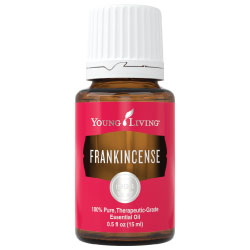 YOUNG LIVING®
FRANKINCENSE
100% Pure, Therapeutic-Grade
Essential Oil
0.5 fl oz (15 ml)